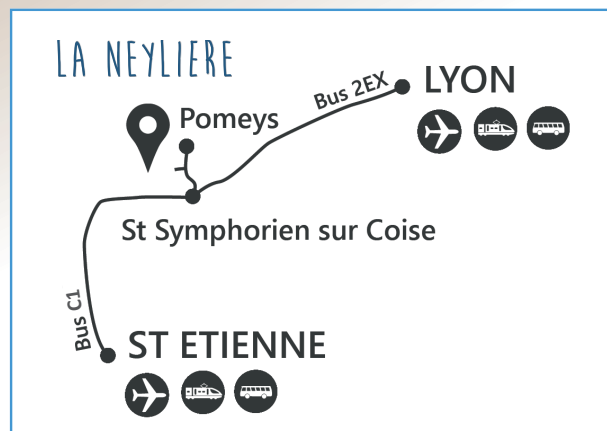 LA NEYLIERE
Bus 2EX
LYON
Pomeys
St Symphorien sur Coise
Bus C1
ST ETIENNE